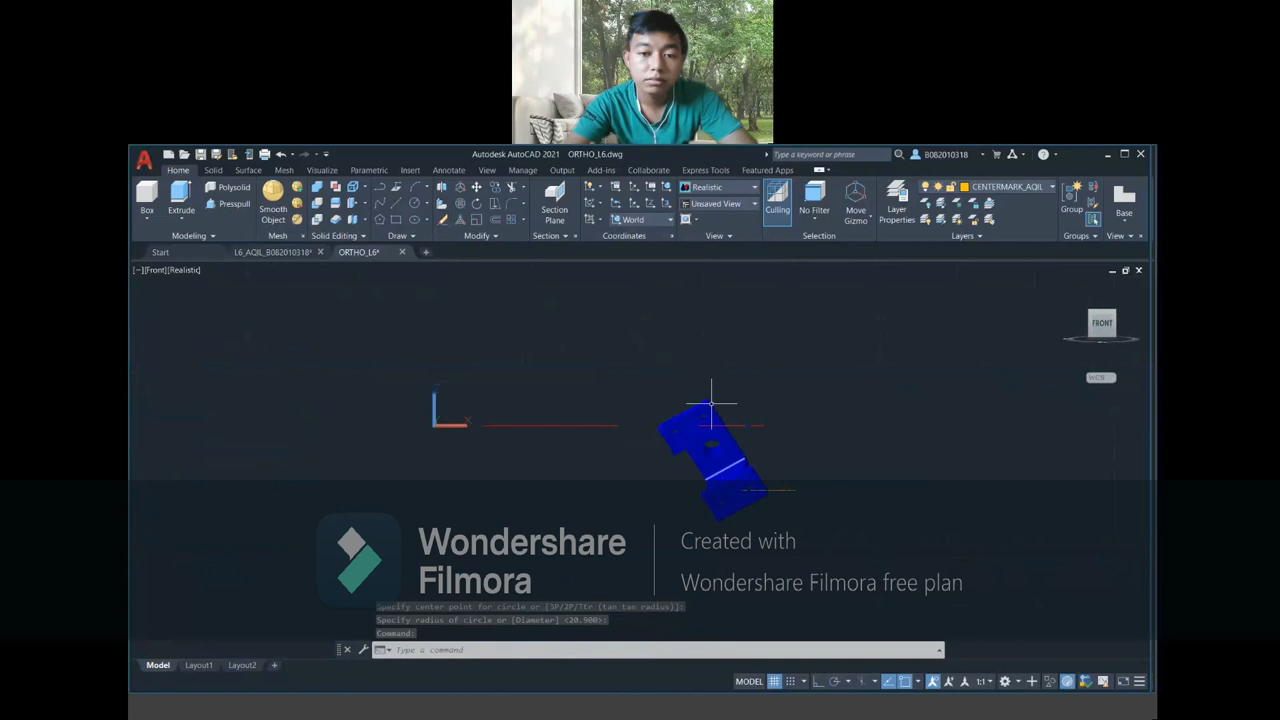 Autodesk AutoCAD 2021 ORTHO_L6.dwg
Type a keyword or phrase
B082010318
Home Solid Surface Mesh Visualize Parametric Insert Annotate View Manage Output Add-ins Collaborate Express Tools Featured Apps
Box
Extrude
Polysolid
Presspull
Smooth
Object
Section
Plane
World
Realistic
Unsaved View
Culling
No Filter
Move
Gizmo
Layer
Properties
CENTERMARK_AQIL
Group
Base
Modeling Mesh Solid Editing Draw Modify Section Coordinates View Selection Layers Groups View
Start L6_AQIL_B082010318* ORTHO_L6*
[−][Front][Realistic]
FRONT
WCS
X
Wondershare
Filmora
Created with
Wondershare Filmora free plan
Specify center point for circle or [3P/2P/Ttr (tan tan radius)]:
Specify radius of circle or [Diameter] <20.900>:
Command:
Type a command
Model Layout1 Layout2 +
MODEL 1:1